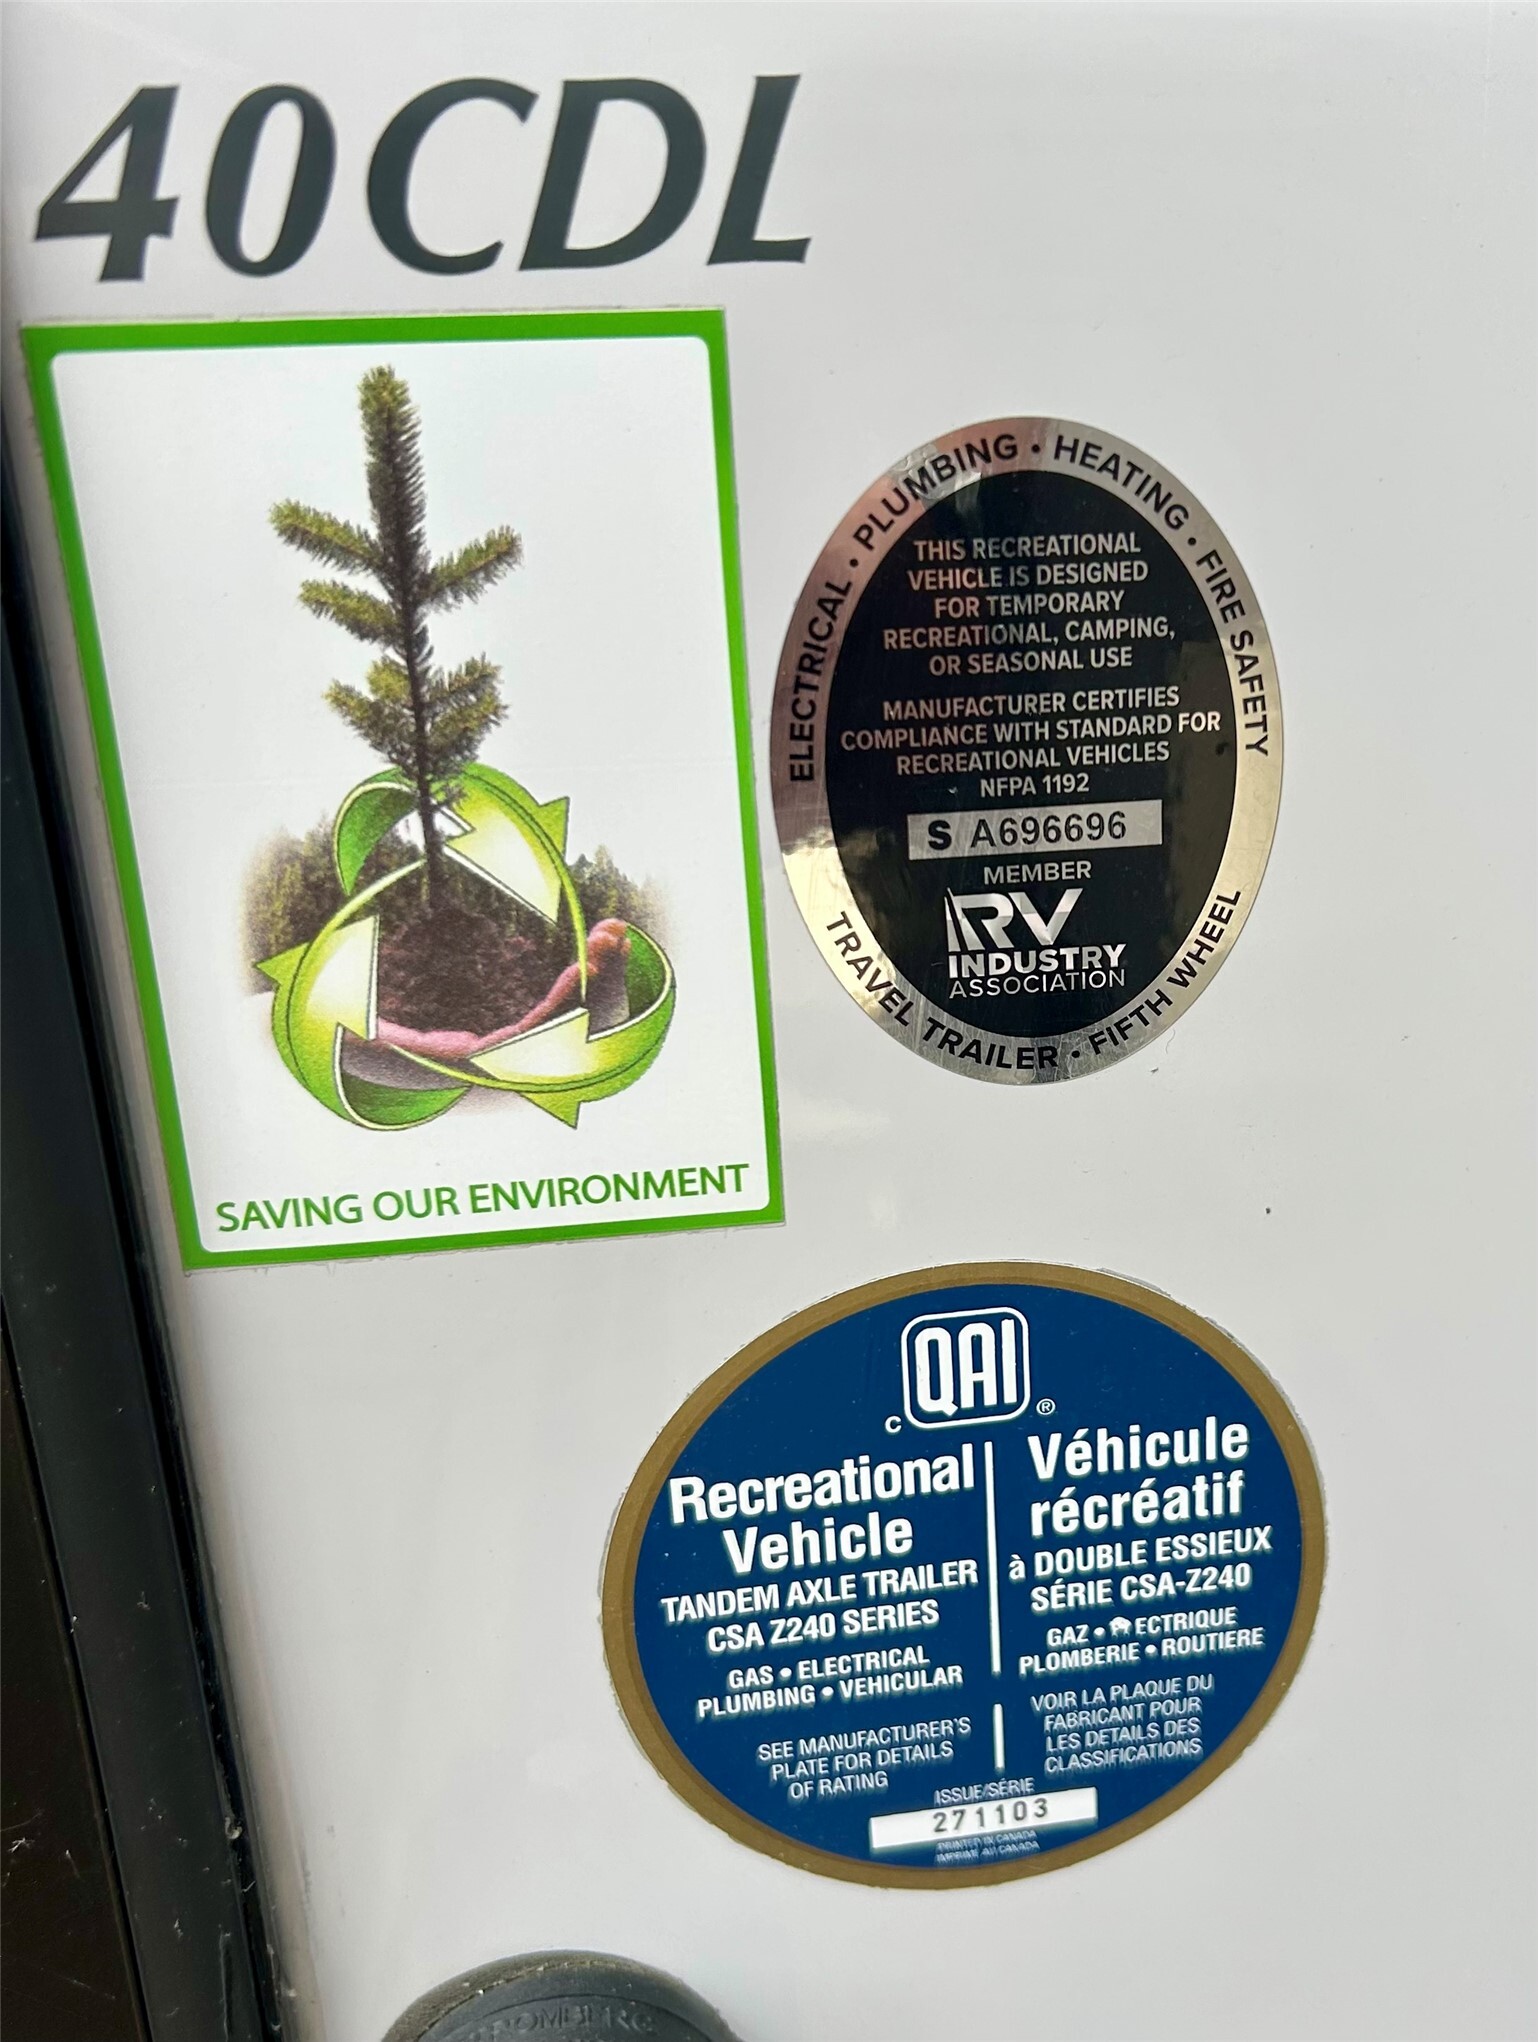 40CDL
SAVING OUR ENVIRONMENT
ELECTRICAL • PLUMBING • HEATING • FIRE SAFETY
THIS RECREATIONAL
VEHICLE IS DESIGNED
FOR TEMPORARY
RECREATIONAL, CAMPING,
OR SEASONAL USE
MANUFACTURER CERTIFIES
COMPLIANCE WITH STANDARD FOR
RECREATIONAL VEHICLES
NFPA 1192
S A696696
MEMBER
RV
INDUSTRY
ASSOCIATION
TRAVEL TRAILER • FIFTH WHEEL
C QAI ®
Recreational
Vehicle
TANDEM AXLE TRAILER
CSA Z240 SERIES
GAS • ELECTRICAL
PLUMBING • VEHICULAR
SEE MANUFACTURER'S
PLATE FOR DETAILS
OF RATING
Véhicule
récréatif
à DOUBLE ESSIEUX
SÉRIE CSA-Z240
GAZ • ECTRIQUE
PLOMBERIE • ROUTIERE
VOIR LA PLAQUE DU
FABRICANT POUR
LES DETAILS DES
CLASSIFICATIONS
ISSUE/SÉRIE
271103
PRINTED IN CANADA
IMPRIMÉ AU CANADA